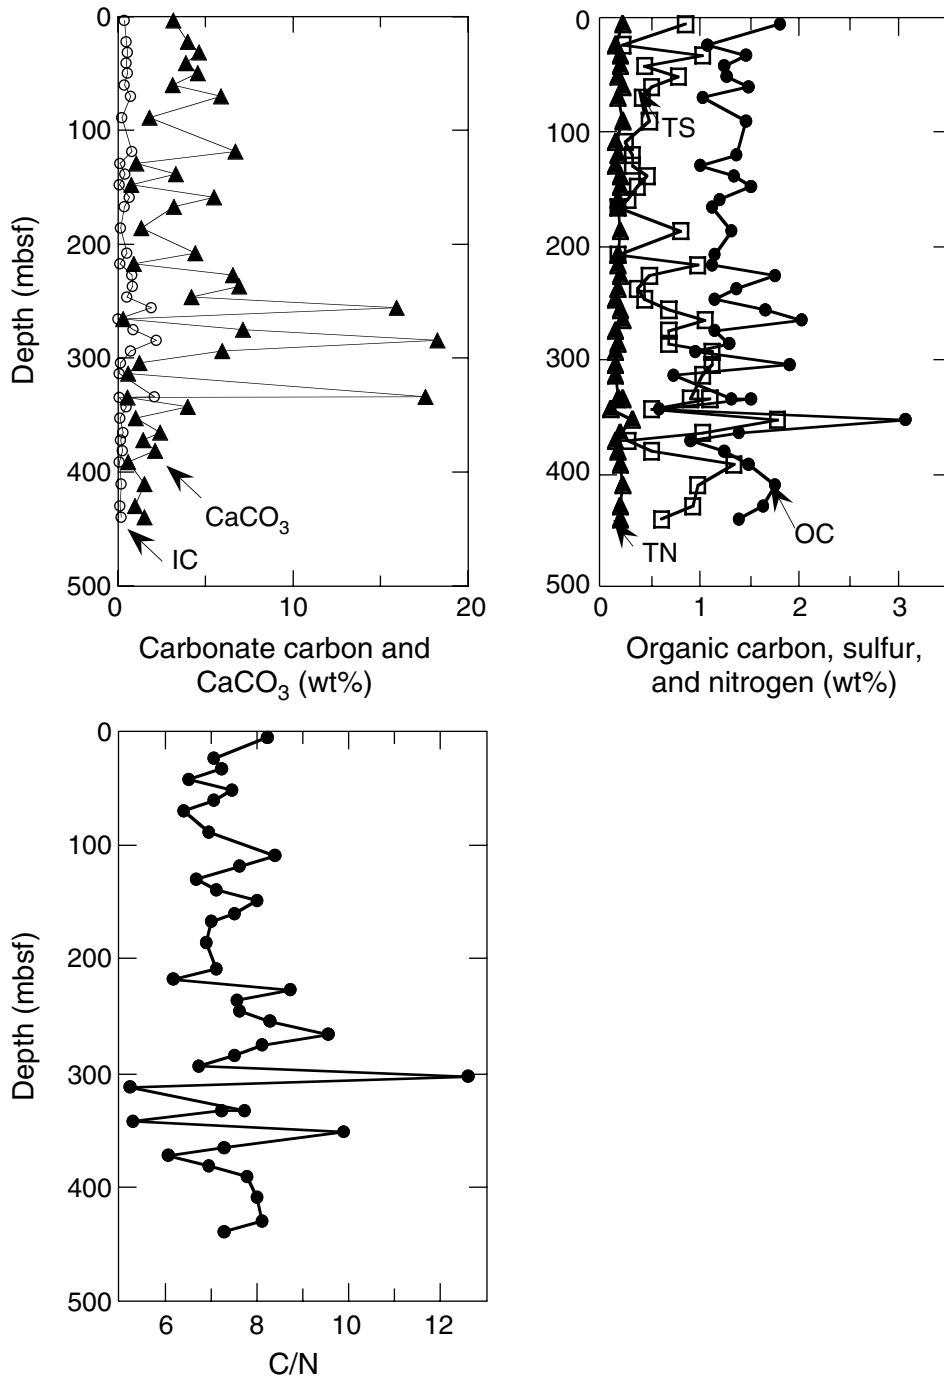 0
100
200
300
400
500
Depth (mbsf)
CaCO3
IC
0
10
20
Carbonate carbon and
CaCO3 (wt%)
0
100
200
300
400
500
TS
OC
TN
0
1
2
3
Organic carbon, sulfur,
and nitrogen (wt%)
0
100
200
300
400
500
Depth (mbsf)
6
8
10
12
C/N